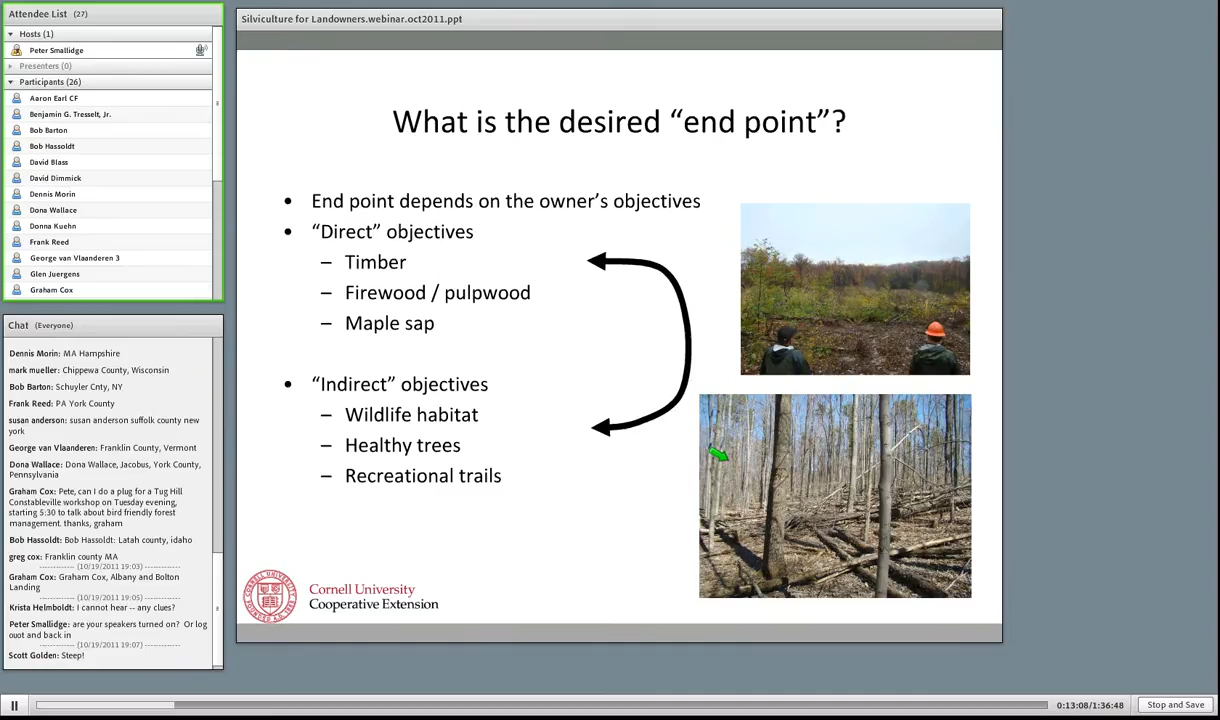 Attendee List (27)
Hosts (1)
Peter Smallidge
Presenters (0)
Participants (26)
Aaron Earl CF
Benjamin G. Tresselt, Jr.
Bob Barton
Bob Hassoldt
David Blass
David Dimmick
Dennis Morin
Dona Wallace
Donna Kuehn
Frank Reed
George van Vlaanderen 3
Glen Juergens
Graham Cox
Chat (Everyone)
Dennis Morin: MA Hampshire
mark mueller: Chippewa County, Wisconsin
Bob Barton: Schuyler Cnty, NY
Frank Reed: PA York County
susan anderson: susan anderson suffolk county new
york
George van Vlaanderen: Franklin County, Vermont
Dona Wallace: Dona Wallace, Jacobus, York County,
Pennsylvania
Graham Cox: Pete, can I do a plug for a Tug Hill
Constableville workshop on Tuesday evening,
starting 5:30 to talk about bird friendly forest
management. thanks, graham
Bob Hassoldt: Bob Hassoldt: Latah county, idaho
greg cox: Franklin county MA
------------ (10/19/2011 19:03) ------------
Graham Cox: Graham Cox, Albany and Bolton
Landing
------------ (10/19/2011 19:05) ------------
Krista Helmboldt: I cannot hear -- any clues?
Peter Smallidge: are your speakers turned on?  Or log
ouot and back in
------------ (10/19/2011 19:07) ------------
Scott Golden: Steep!
Silviculture for Landowners.webinar.oct2011.ppt
What is the desired “end point”?
• End point depends on the owner’s objectives
• “Direct” objectives
– Timber
– Firewood / pulpwood
– Maple sap
• “Indirect” objectives
– Wildlife habitat
– Healthy trees
– Recreational trails
Cornell University
Cooperative Extension
0:13:08/1:36:48
Stop and Save